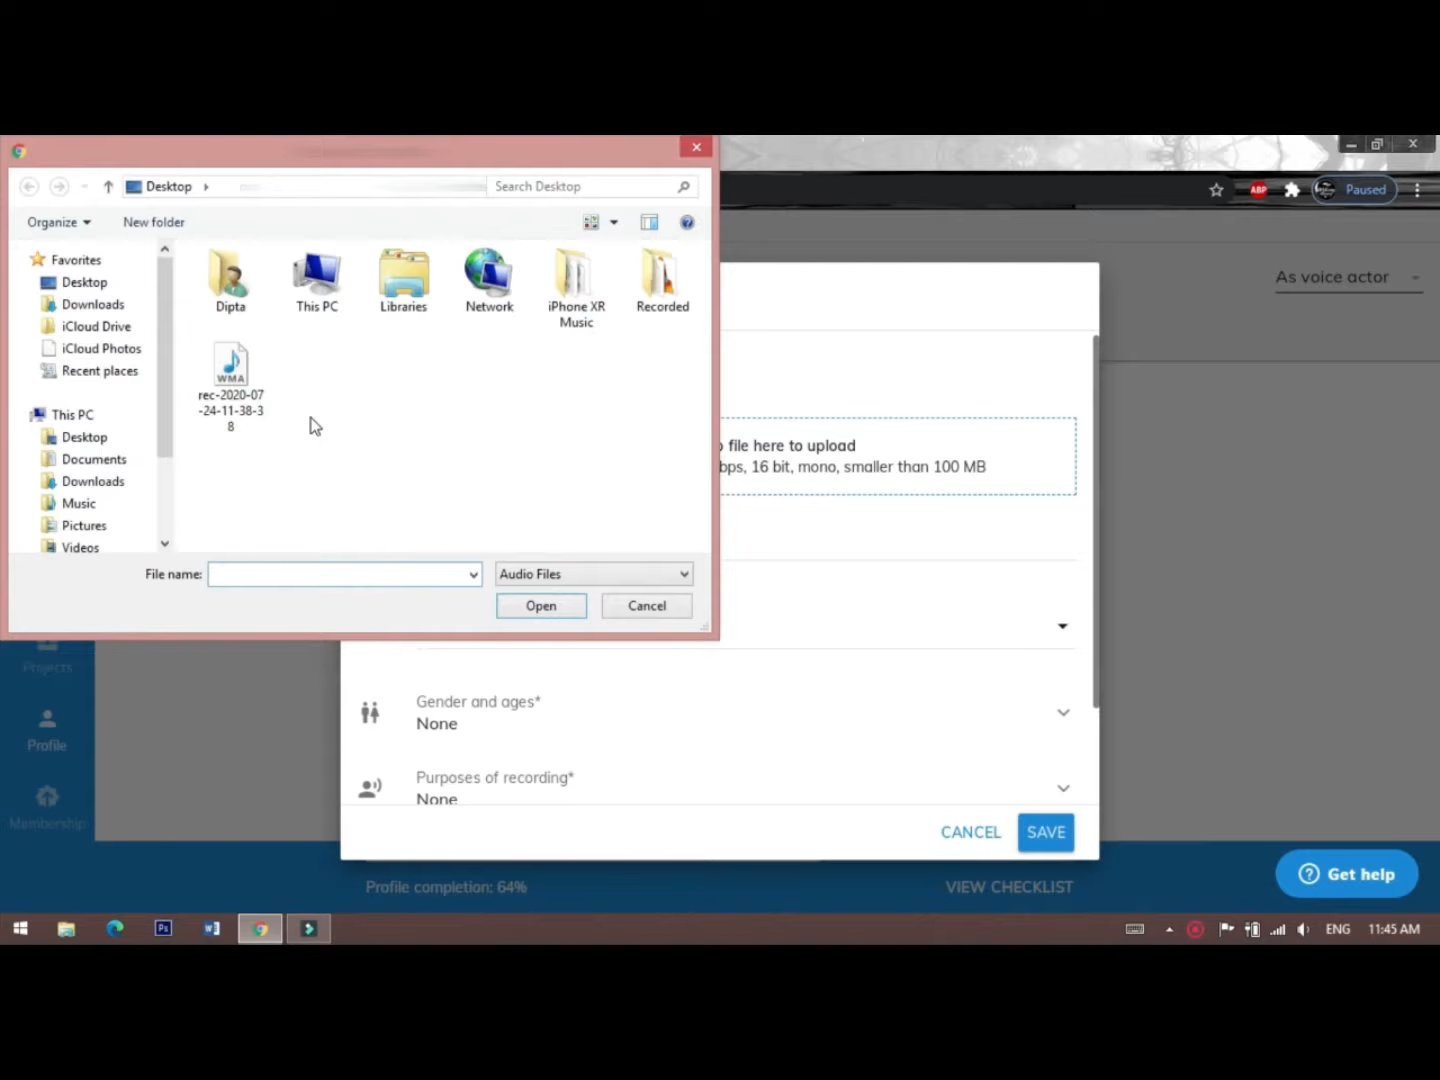 Desktop
Search Desktop
Paused
ABP
Organize
New folder
As voice actor
Favorites
Desktop
Downloads
iCloud Drive
iCloud Photos
Recent places
This PC
Desktop
Documents
Downloads
Music
Pictures
Videos
Dipta
This PC
Libraries
Network
iPhone XR
Music
Recorded
WMA
rec-2020-07
-24-11-38-3
8
file here to upload
bps, 16 bit, mono, smaller than 100 MB
File name:
Audio Files
Open
Cancel
Projects
Profile
Membership
Gender and ages*
None
Purposes of recording*
None
CANCEL
SAVE
Profile completion: 64%
VIEW CHECKLIST
? Get help
Ps
W
ENG
11:45 AM